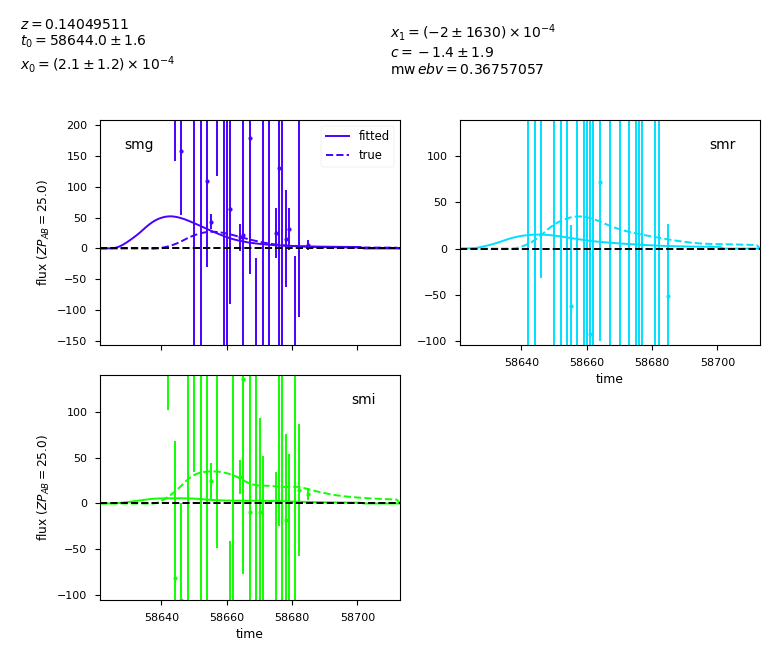 z = 0.14049511
t₀ = 58644.0 ± 1.6
x₀ = (2.1 ± 1.2) × 10⁻⁴
x₁ = (−2 ± 1630) × 10⁻⁴
c = −1.4 ± 1.9
mw ebv = 0.36757057
smg
fitted
true
200
150
100
50
0
−50
−100
−150
flux (ZP_AB = 25.0)
smr
100
50
0
−50
−100
58640 58660 58680 58700
time
smi
100
50
0
−50
−100
flux (ZP_AB = 25.0)
58640 58660 58680 58700
time